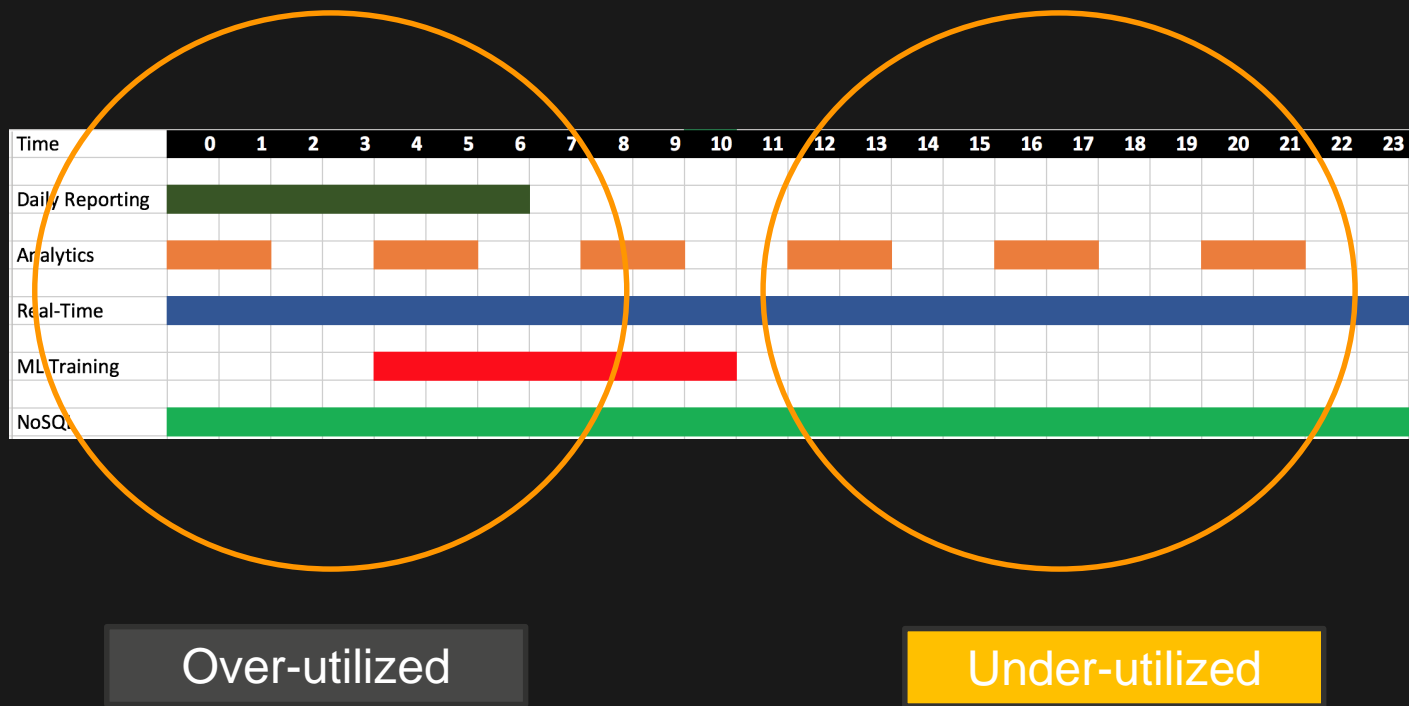 Time 0 1 2 3 4 5 6 7 8 9 10 11 12 13 14 15 16 17 18 19 20 21 22 23
Daily Reporting
Analytics
Real-Time
ML Training
NoSQL
Over-utilized
Under-utilized